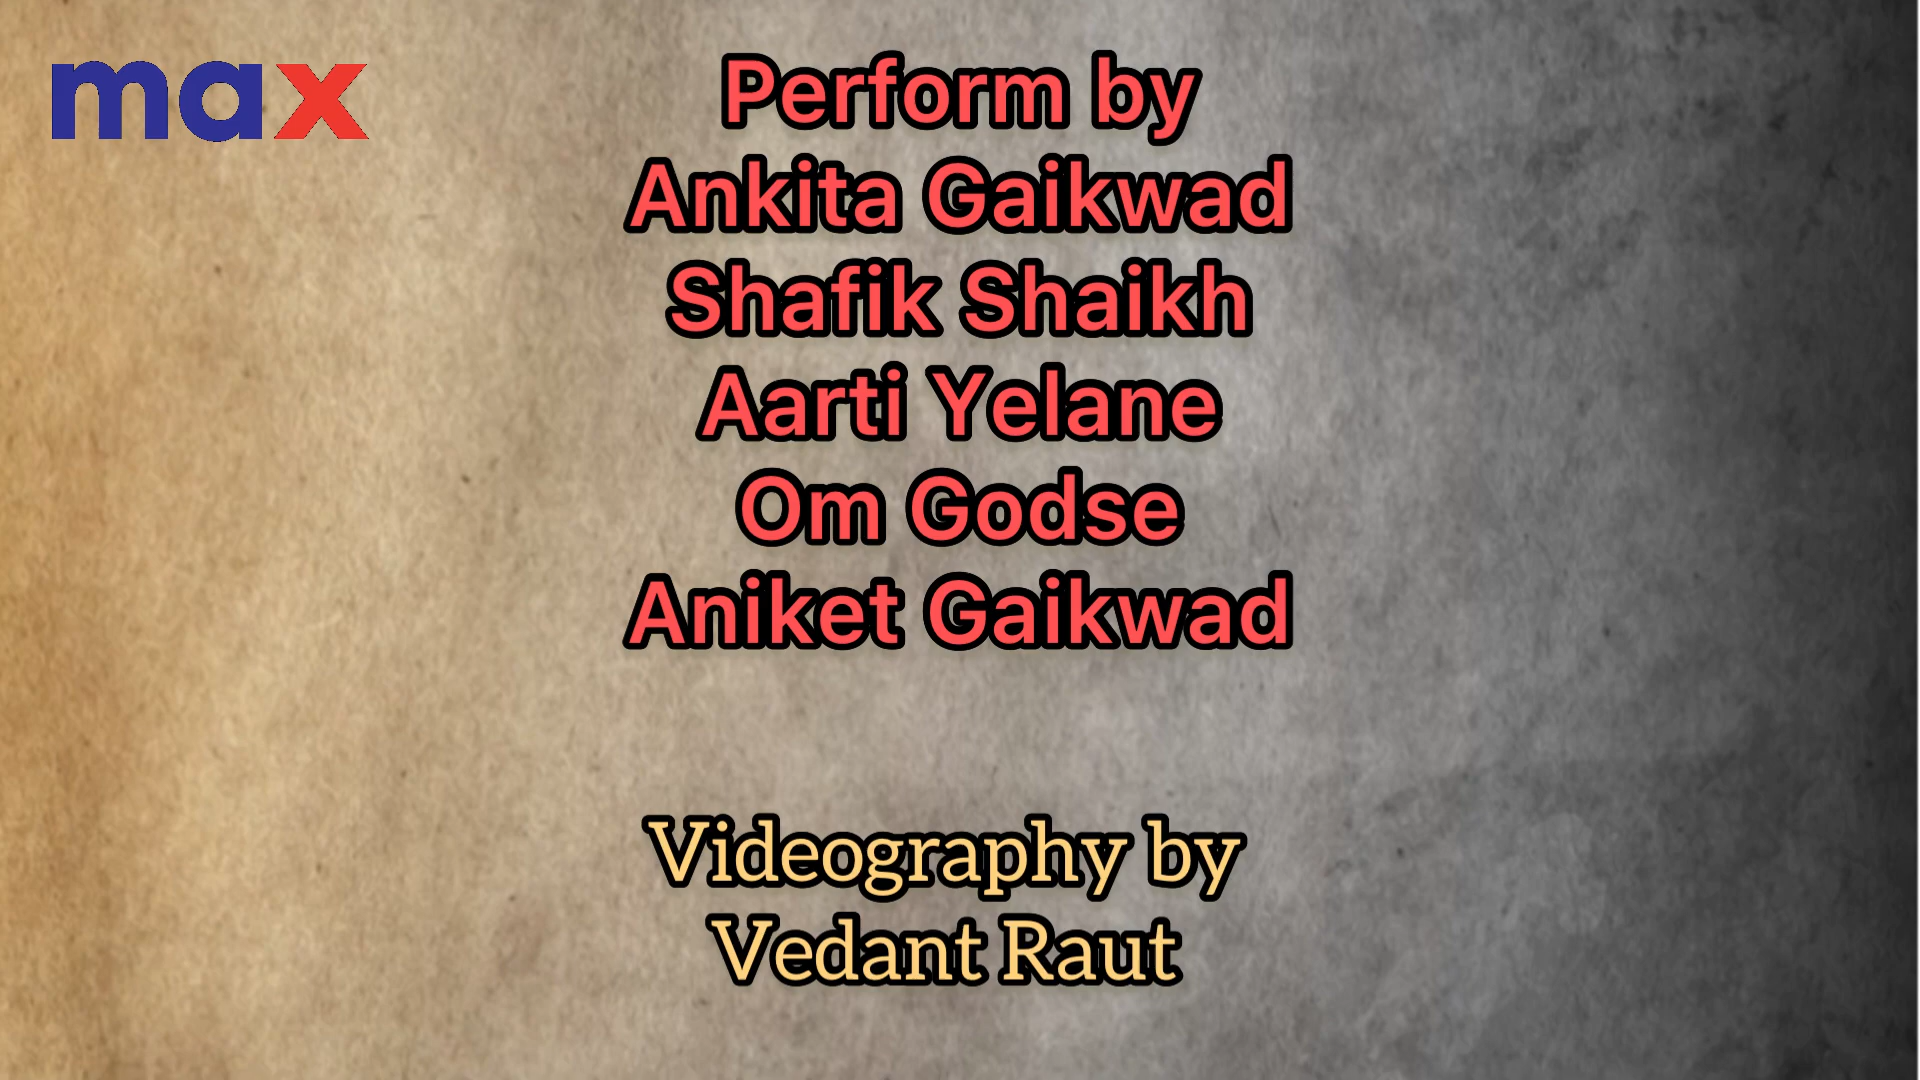 max
Perform by
Ankita Gaikwad
Shafik Shaikh
Aarti Yelane
Om Godse
Aniket Gaikwad
Videography by
Vedant Raut